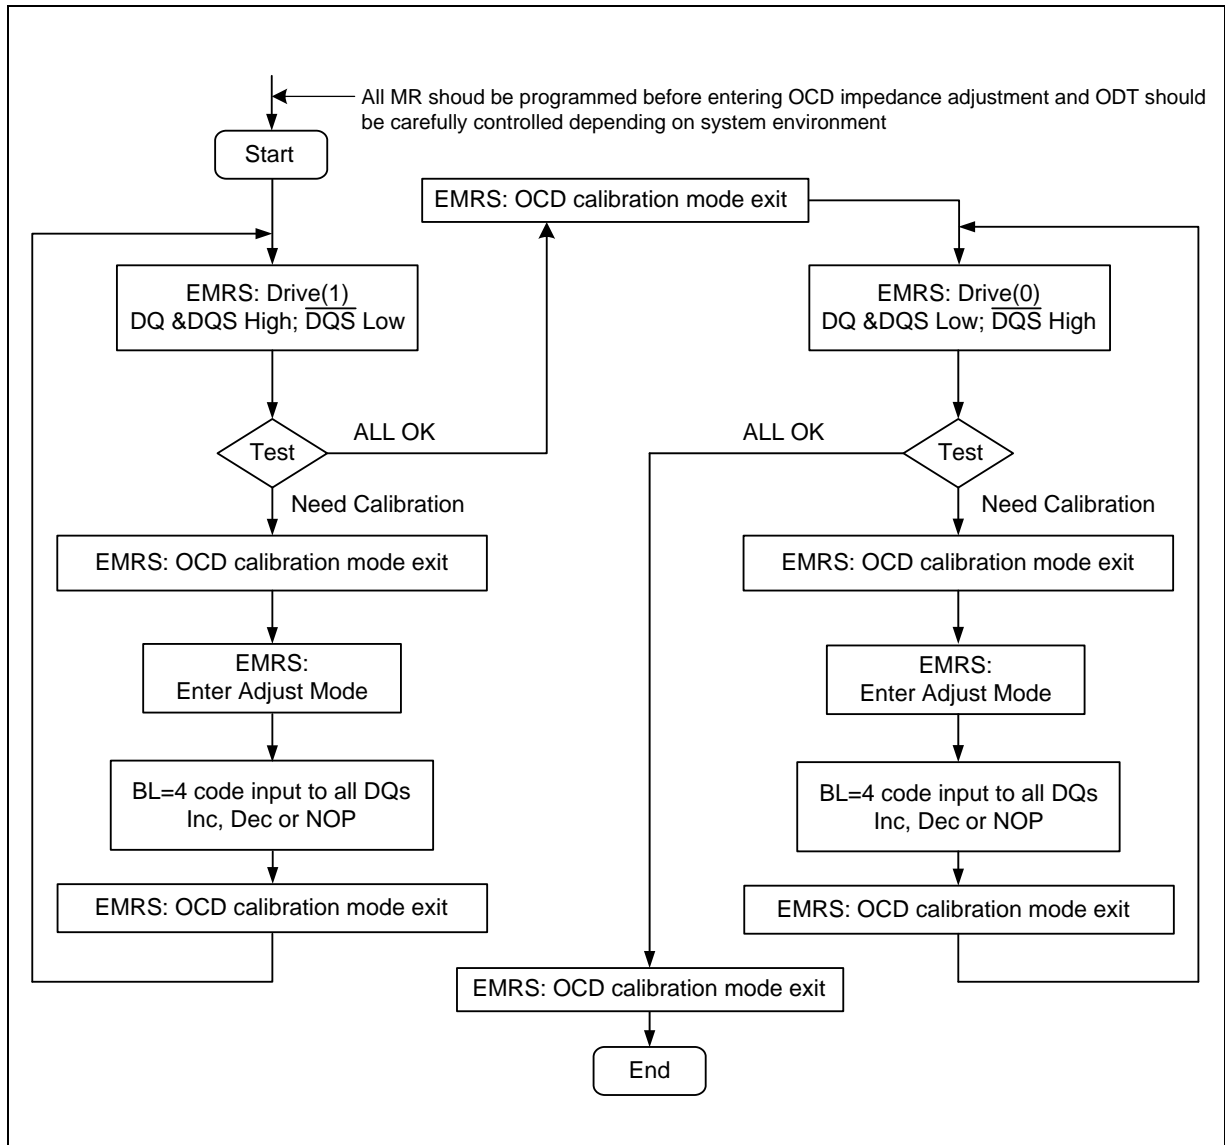 All MR shoud be programmed before entering OCD impedance adjustment and ODT should
be carefully controlled depending on system environment
Start
EMRS: OCD calibration mode exit
EMRS: Drive(1)
DQ &DQS High; D̅Q̅S̅ Low
Test
ALL OK
Need Calibration
EMRS: OCD calibration mode exit
EMRS:
Enter Adjust Mode
BL=4 code input to all DQs
Inc, Dec or NOP
EMRS: OCD calibration mode exit
EMRS: Drive(0)
DQ &DQS Low; D̅Q̅S̅ High
ALL OK
Test
Need Calibration
EMRS: OCD calibration mode exit
EMRS:
Enter Adjust Mode
BL=4 code input to all DQs
Inc, Dec or NOP
EMRS: OCD calibration mode exit
EMRS: OCD calibration mode exit
End